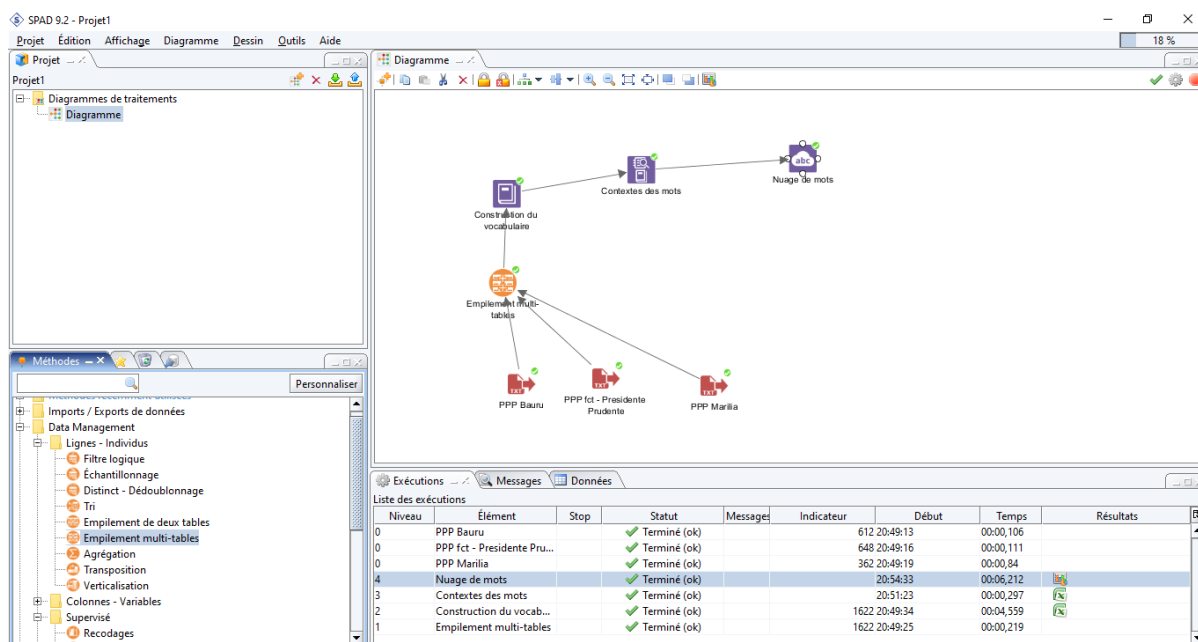 SPAD 9.2 - Projet1
Projet Édition Affichage Diagramme Dessin Outils Aide
18 %
Projet
Projet1
Diagrammes de traitements
Diagramme
Méthodes
Personnaliser
Méthodes récemment utilisées
Imports / Exports de données
Data Management
Lignes - Individus
Filtre logique
Échantillonnage
Distinct - Dédoublonnage
Tri
Empilement de deux tables
Empilement multi-tables
Agrégation
Transposition
Verticalisation
Colonnes - Variables
Supervisé
Recodages
Diagramme
abc
Nuage de mots
Contextes des mots
Construction du
vocabulaire
Empilement multi-
tables
TXT
PPP Bauru
TXT
PPP fct - Presidente
Prudente
TXT
PPP Marilia
Exécutions Messages Données
Liste des exécutions
Niveau Élément Stop Statut Messages Indicateur Début Temps Résultats
0 PPP Bauru Terminé (ok) 612 20:49:13 00:00,106
0 PPP fct - Presidente Pru... Terminé (ok) 648 20:49:16 00:00,111
0 PPP Marilia Terminé (ok) 362 20:49:19 00:00,84
4 Nuage de mots Terminé (ok) 20:54:33 00:06,212
3 Contextes des mots Terminé (ok) 20:51:23 00:00,297
2 Construction du vocab... Terminé (ok) 1622 20:49:34 00:04,559
1 Empilement multi-tables Terminé (ok) 1622 20:49:25 00:00,219